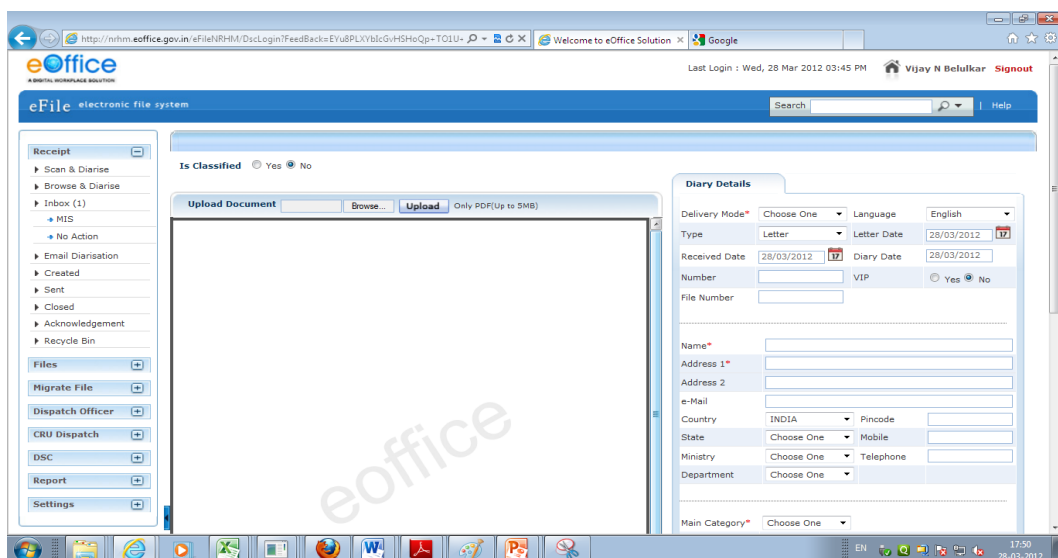 http://nrhm.eoffice.gov.in/eFileNRHM/DscLogin?FeedBack=EYu8PLXYbIcGvHSHoQp+TO1U-
Welcome to eOffice Solution
Google
eOffice
A DIGITAL WORKPLACE SOLUTION
Last Login : Wed, 28 Mar 2012 03:45 PM
Vijay N Belulkar Signout
eFile electronic file system
Search
| Help
Receipt
Scan & Diarise
Browse & Diarise
Inbox (1)
MIS
No Action
Email Diarisation
Created
Sent
Closed
Acknowledgement
Recycle Bin
Files
Migrate File
Dispatch Officer
CRU Dispatch
DSC
Report
Settings
Is Classified Yes No
Upload Document Browse... Upload Only PDF(Up to 5MB)
eoffice
Diary Details
Delivery Mode* Choose One Language English
Type Letter Letter Date 28/03/2012 17
Received Date 28/03/2012 17 Diary Date 28/03/2012
Number VIP Yes No
File Number
Name*
Address 1*
Address 2
e-Mail
Country INDIA Pincode
State Choose One Mobile
Ministry Choose One Telephone
Department Choose One
Main Category* Choose One
EN 17:50
28-03-2012